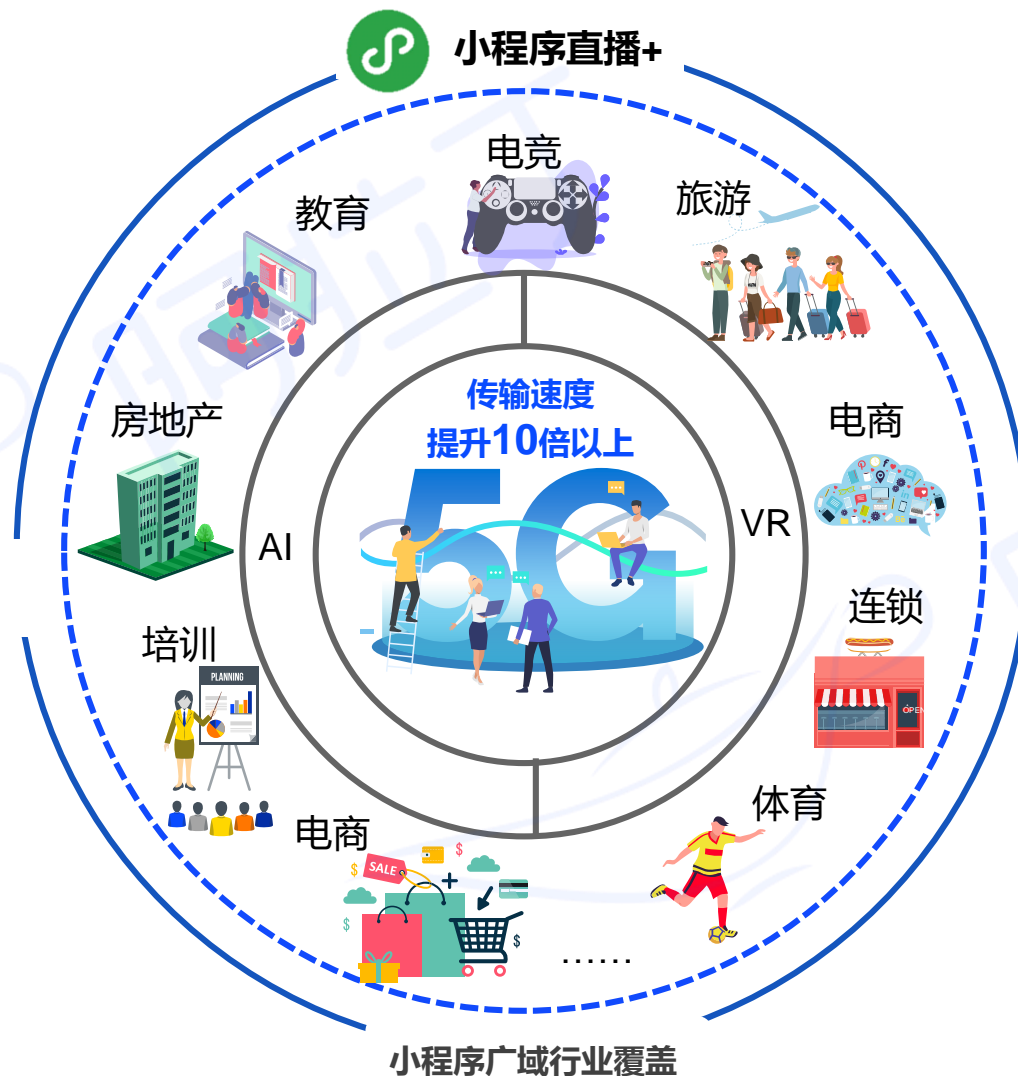 小程序直播+
电竞
教育
旅游
传输速度
提升10倍以上
房地产
电商
5G
AI
VR
连锁
培训
PLANNING
OPEN
体育
电商
SALE
......
小程序广域行业覆盖